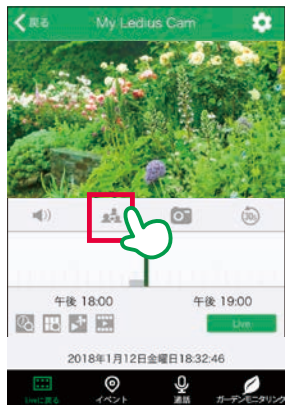 戻る My Ledius Cam
30s
午後 18:00 午後 19:00
Live
2018年1月12日金曜日18:32:46
Liveに戻る イベント 通話 ガーデンモニタリング